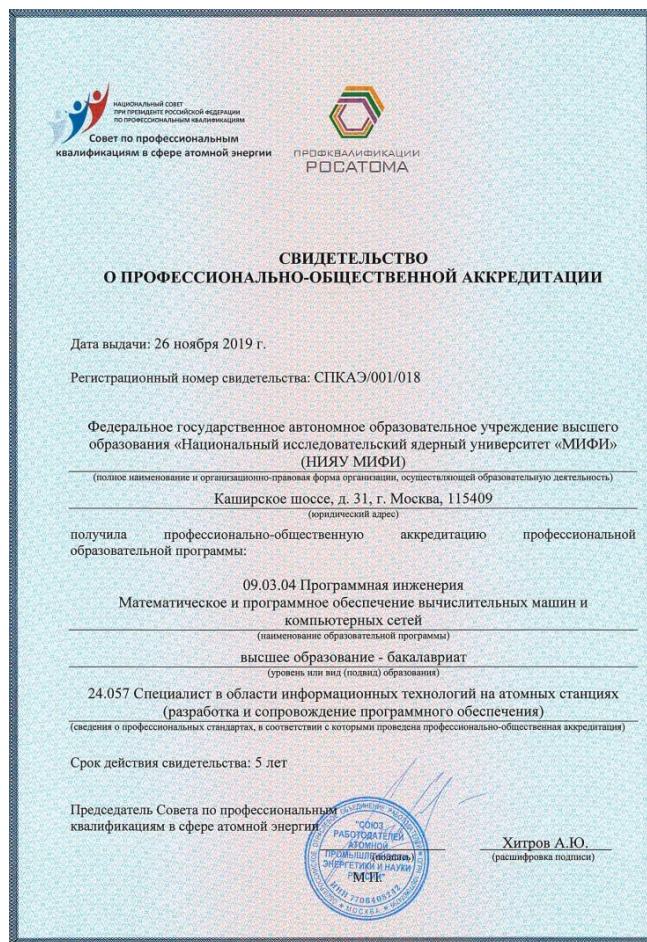 НАЦИОНАЛЬНЫЙ СОВЕТ
ПРИ ПРЕЗИДЕНТЕ РОССИЙСКОЙ ФЕДЕРАЦИИ
ПО ПРОФЕССИОНАЛЬНЫМ КВАЛИФИКАЦИЯМ
Совет по профессиональным
квалификациям в сфере атомной энергии
ПРОФКВАЛИФИКАЦИИ
РОСАТОМА
СВИДЕТЕЛЬСТВО
О ПРОФЕССИОНАЛЬНО-ОБЩЕСТВЕННОЙ АККРЕДИТАЦИИ
Дата выдачи: 26 ноября 2019 г.
Регистрационный номер свидетельства: СПКАЭ/001/018
Федеральное государственное автономное образовательное учреждение высшего
образования «Национальный исследовательский ядерный университет «МИФИ»
(НИЯУ МИФИ)
(полное наименование и организационно-правовая форма организации, осуществляющей образовательную деятельность)
Каширское шоссе, д. 31, г. Москва, 115409
(юридический адрес)
получила профессионально-общественную аккредитацию профессиональной
образовательной программы:
09.03.04 Программная инженерия
Математическое и программное обеспечение вычислительных машин и
компьютерных сетей
(наименование образовательной программы)
высшее образование - бакалавриат
(уровень или вид (подвид) образования)
24.057 Специалист в области информационных технологий на атомных станциях
(разработка и сопровождение программного обеспечения)
(сведения о профессиональных стандартах, в соответствии с которыми проведена профессионально-общественная аккредитация)
Срок действия свидетельства: 5 лет
Председатель Совета по профессиональным
квалификациям в сфере атомной энергии
"СОЮЗ
РАБОТОДАТЕЛЕЙ
АТОМНОЙ
ПРОМЫШЛЕННОСТИ,
ЭНЕРГЕТИКИ И НАУКИ
РОССИИ"
МОСКВА
(подпись)
М.П.
Хитров А.Ю.
(расшифровка подписи)